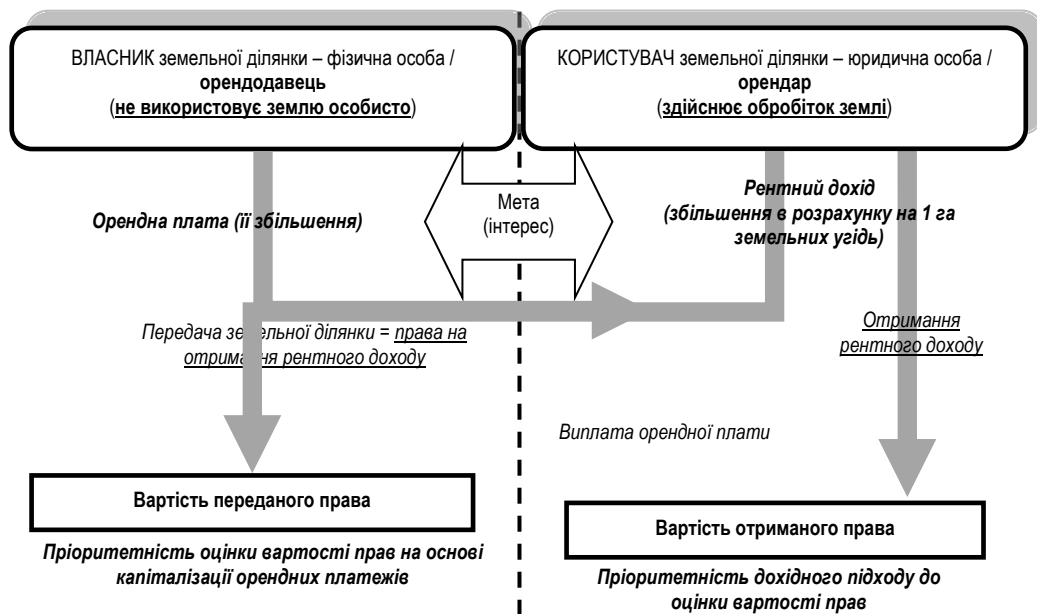 ВЛАСНИК земельної ділянки – фізична особа /
орендодавець
(не використовує землю особисто)
КОРИСТУВАЧ земельної ділянки – юридична особа /
орендар
(здійснює обробіток землі)
Орендна плата (її збільшення)
Мета
(інтерес)
Рентний дохід
(збільшення в розрахунку на 1 га
земельних угідь)
Передача земельної ділянки = права на
отримання рентного доходу
Отримання
рентного доходу
Виплата орендної плати
Вартість переданого права
Вартість отриманого права
Пріоритетність оцінки вартості прав на основі
капіталізації орендних платежів
Пріоритетність дохідного підходу до
оцінки вартості прав